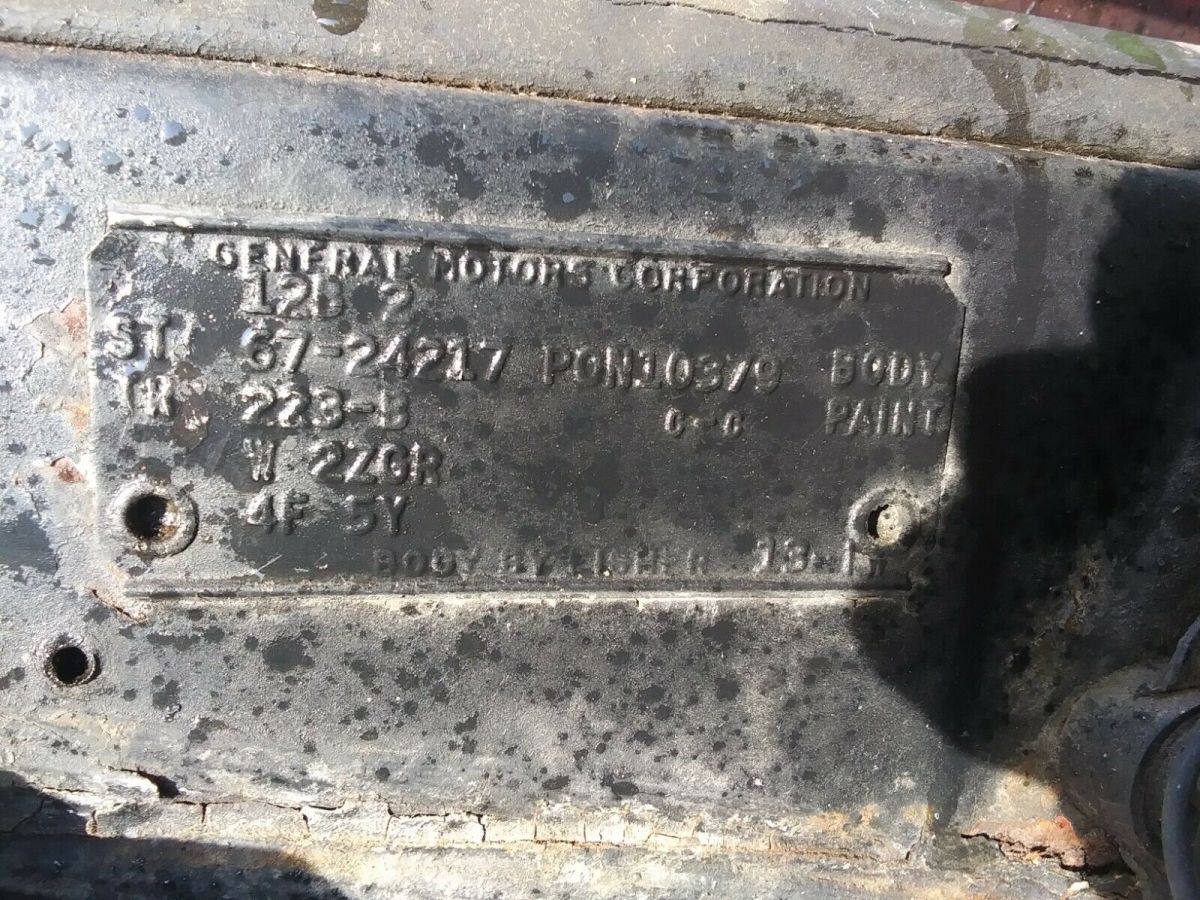 GENERAL MOTORS CORPORATION
12B 2
ST 67-24217 PON10379 BODY
TR 223-B C-C PAINT
W 2ZGR
4F 5Y
BODY BY FISHER